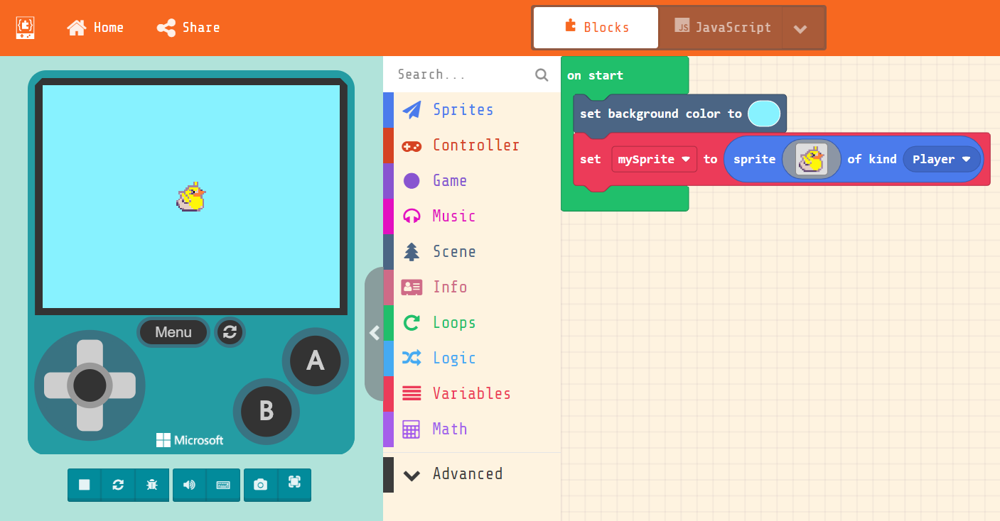 Home
Share
Blocks
JS JavaScript
Menu
A
B
Microsoft
Search...
Sprites
Controller
Game
Music
Scene
Info
Loops
Logic
Variables
Math
Advanced
on start
set background color to
set mySprite to sprite of kind Player